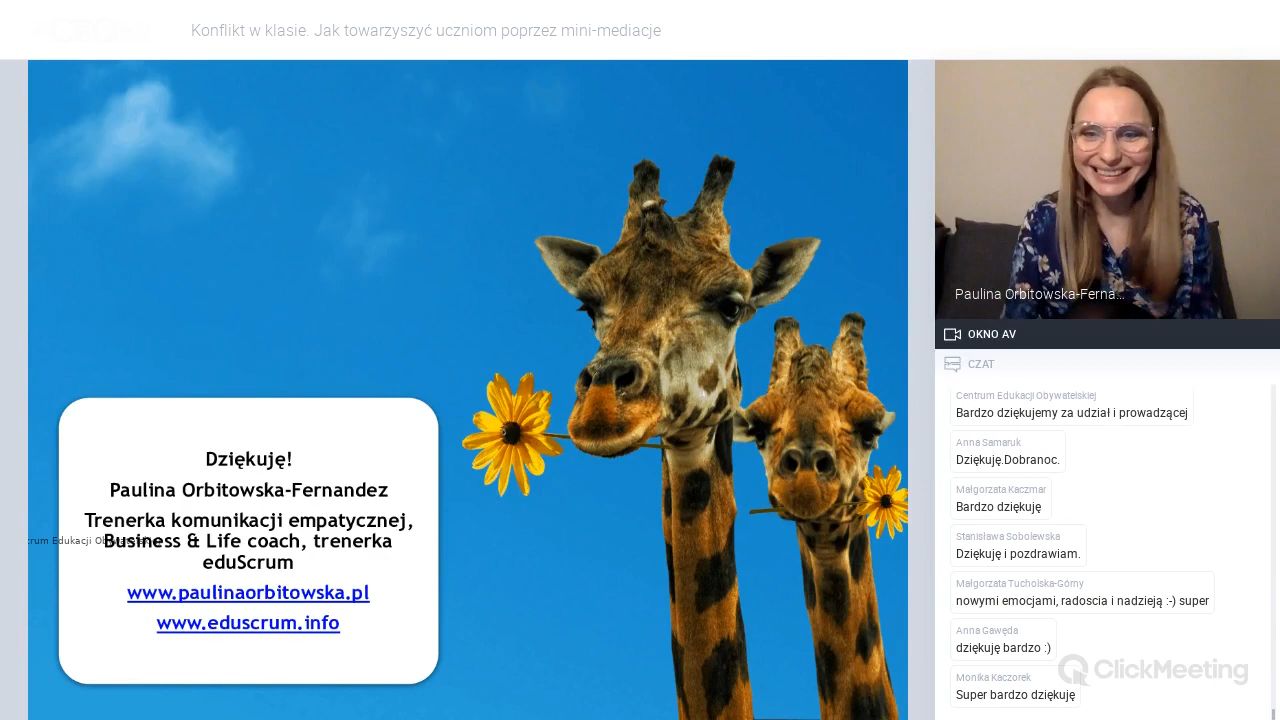 Konflikt w klasie. Jak towarzyszyć uczniom poprzez mini-mediacje
Dziękuję!
Paulina Orbitowska-Fernandez
Trenerka komunikacji empatycznej,
Business & Life coach, trenerka
eduScrum
www.paulinaorbitowska.pl
www.eduscrum.info
trum Edukacji
Paulina Orbitowska-Ferna...
OKNO AV
CZAT
Centrum Edukacji Obywatelskiej
Bardzo dziękujemy za udział i prowadzącej
Anna Samaruk
Dziękuję.Dobranoc.
Małgorzata Kaczmar
Bardzo dziękuję
Stanisława Sobolewska
Dziękuję i pozdrawiam.
Małgorzata Tucholska-Górny
nowymi emocjami, radoscia i nadzieją :-) super
Anna Gawęda
dziękuję bardzo :)
Monika Kaczorek
Super bardzo dziękuję
ClickMeeting